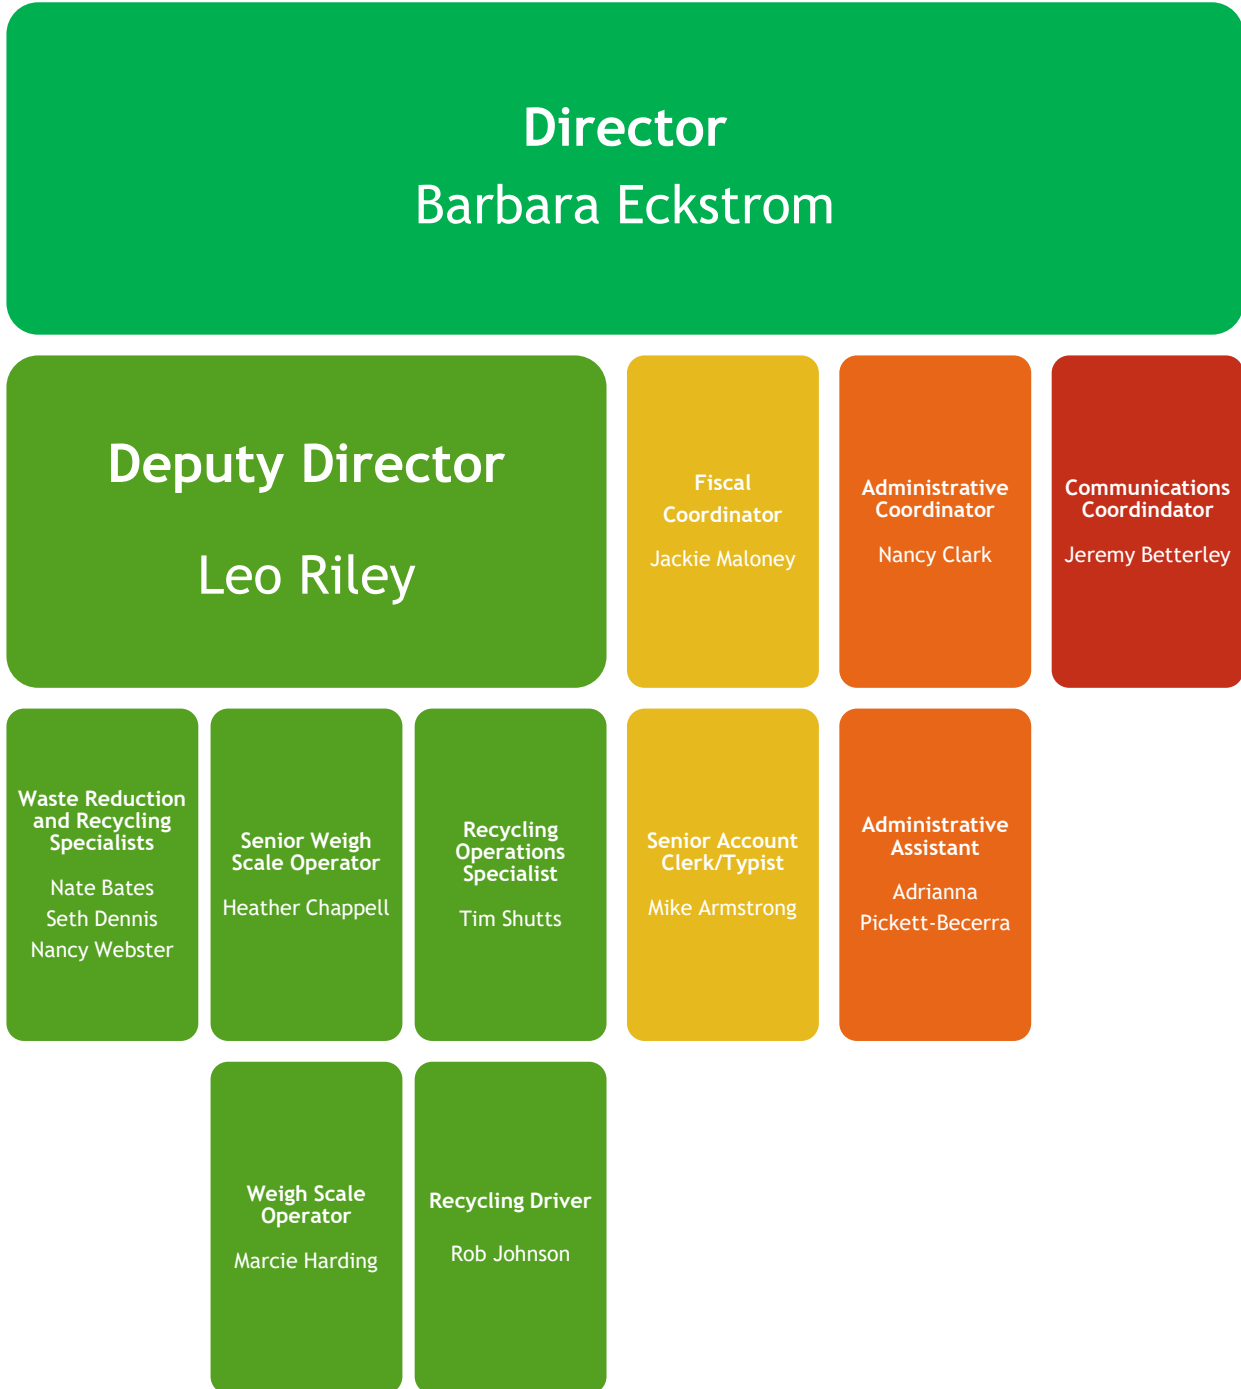 Director
Barbara Eckstrom
Deputy Director
Leo Riley
Fiscal
Coordinator
Jackie Maloney
Administrative
Coordinator
Nancy Clark
Communications
Coordindator
Jeremy Betterley
Waste Reduction
and Recycling
Specialists
Nate Bates
Seth Dennis
Nancy Webster
Senior Weigh
Scale Operator
Heather Chappell
Recycling
Operations
Specialist
Tim Shutts
Senior Account
Clerk/Typist
Mike Armstrong
Administrative
Assistant
Adrianna
Pickett-Becerra
Weigh Scale
Operator
Marcie Harding
Recycling Driver
Rob Johnson